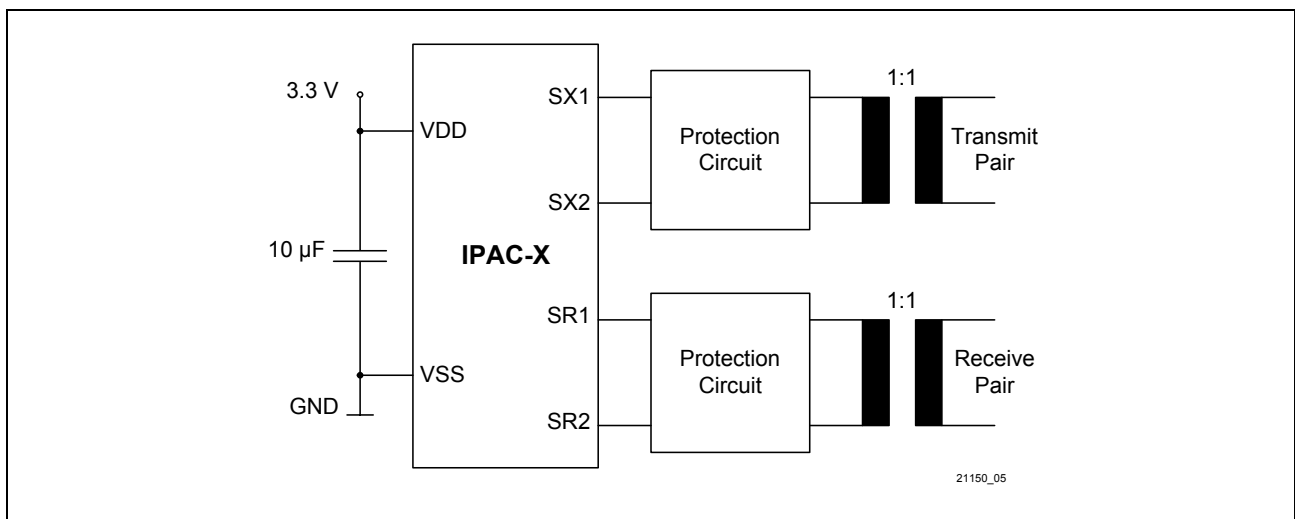 3.3 V
VDD
10 µF
VSS
GND
IPAC-X
SX1
SX2
SR1
SR2
Protection
Circuit
1:1
Transmit
Pair
Protection
Circuit
1:1
Receive
Pair
21150_05